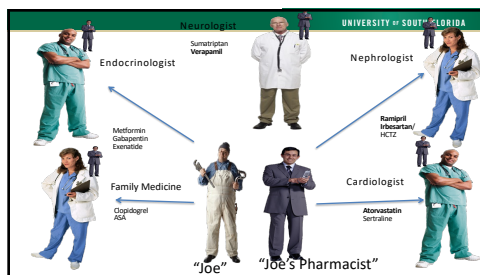 Neurologist
UNIVERSITY OF SOUTH FLORIDA
Sumatriptan
Verapamil
Endocrinologist
Nephrologist
Metformin
Gabapentin
Exenatide
Ramipril
Irbesartan/
HCTZ
Family Medicine
Cardiologist
Clopidogrel
ASA
Atorvastatin
Sertraline
“Joe”
“Joe’s Pharmacist”